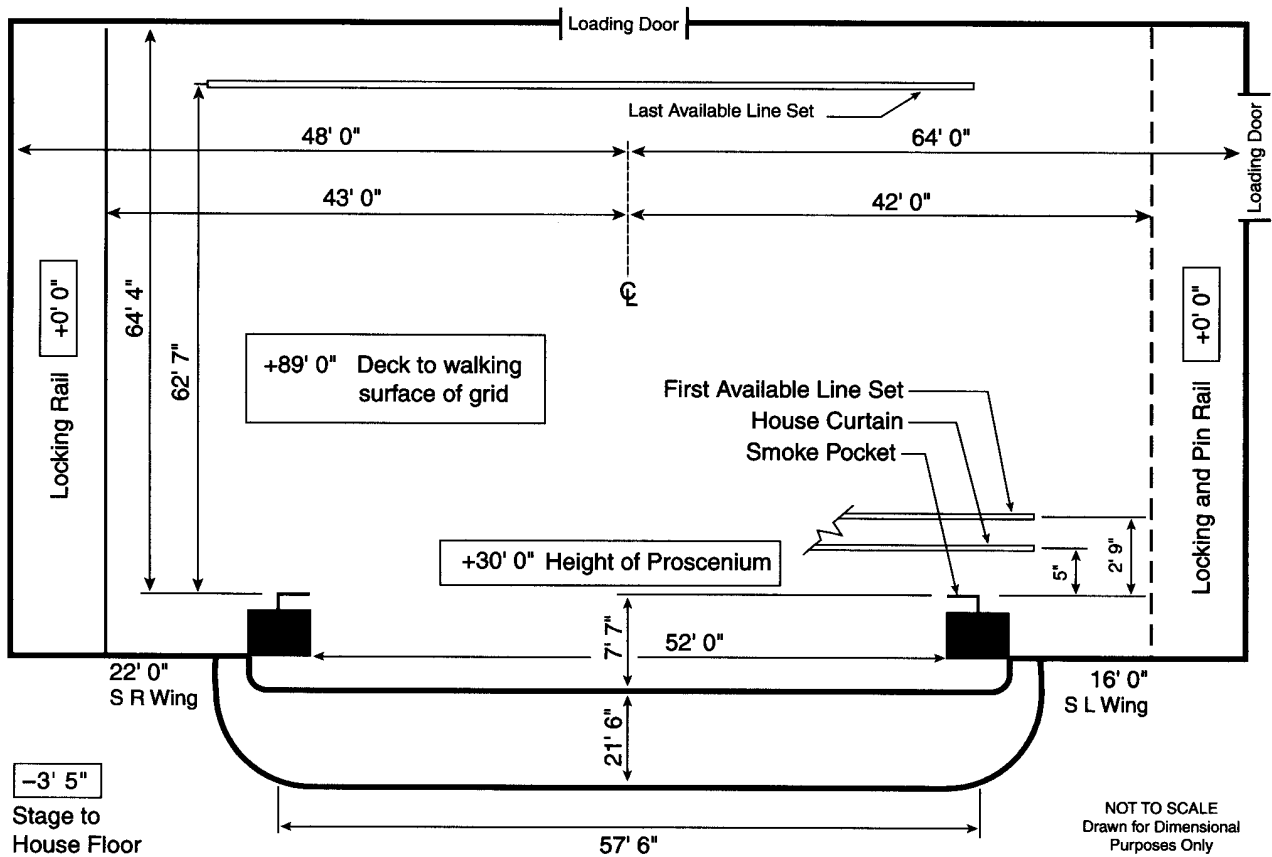 Loading Door
Last Available Line Set
48' 0"
64' 0"
Loading Door
43' 0"
42' 0"
℄
+0' 0"
Locking Rail
64' 4"
62' 7"
+89' 0" Deck to walking
surface of grid
+0' 0"
Locking and Pin Rail
First Available Line Set
House Curtain
Smoke Pocket
+30' 0" Height of Proscenium
5"
2' 9"
7' 7"
52' 0"
22' 0"
S R Wing
16' 0"
S L Wing
21' 6"
–3' 5"
Stage to
House Floor
57' 6"
NOT TO SCALE
Drawn for Dimensional
Purposes Only